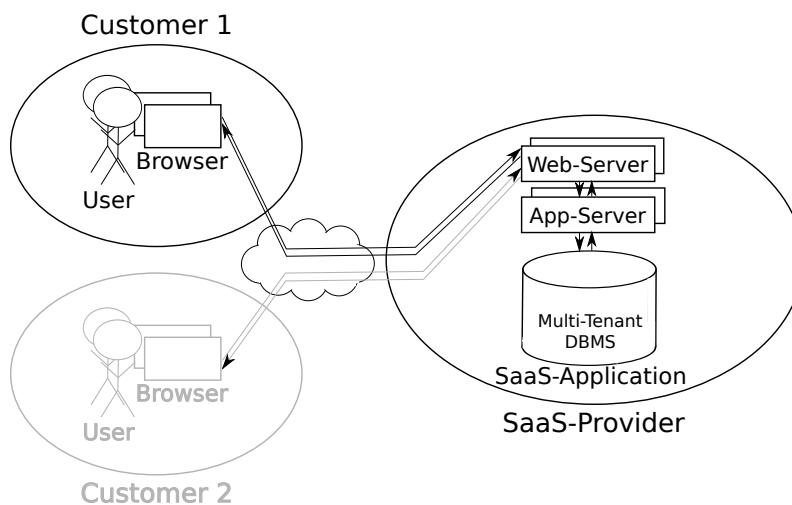 Customer 1
Browser
User
Web-Server
App-Server
Multi-Tenant
DBMS
SaaS-Application
SaaS-Provider
Browser
User
Customer 2